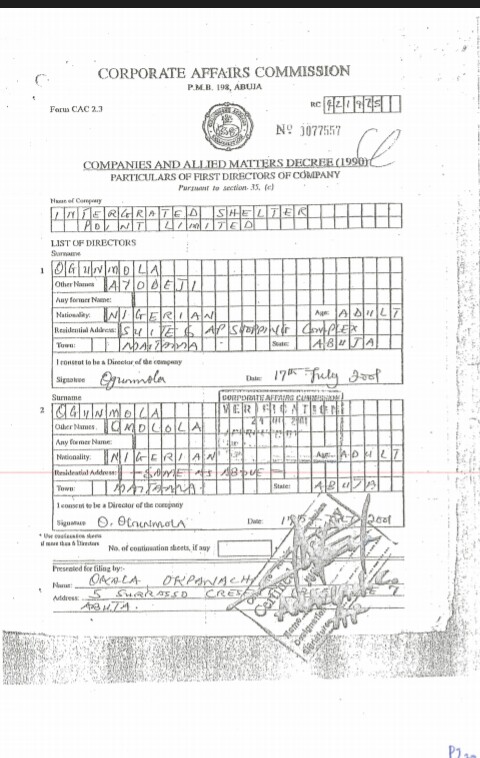 CORPORATE AFFAIRS COMMISSION
P.M.B. 198, ABUJA
Form CAC 2.3
RC 421925
Nº 0077557
COMPANIES AND ALLIED MATTERS DECREE (1990)
PARTICULARS OF FIRST DIRECTORS OF COMPANY
Pursuant to section 35, (c)
Name of Company
INTERGRATED SHELTER
POINT LIMITED
LIST OF DIRECTORS
Surname
1 OGUNMOLA
Other Names AYODEJI
Any former Name:
Nationality: NIGERIAN Age: ADULT
Residential Address: SUITE 6 AP SHOPPING COMPLEX
Town: MAITAMA State: ABUJA
I consent to be a Director of the company
Signature Ogunmola Date: 17th July 2001
Surname
CORPORATE AFFAIRS COMMISSION
2 OGUNMOLA
VERIFICATION
Other Names OMOLOLA
Any former Name:
Nationality: NIGERIAN Age: ADULT
Residential Address: - SAME AS ABOVE -
Town: MAITAMA State: ABUJA
I consent to be a Director of the company
Signature O. Ogunmola Date: 2001
* Use continuation sheets
if more than 6 Directors
No. of continuation sheets, if any
Presented for filing by:-
Name: OKALA OKPANACHI
Address: 5 SURRASSO
ABUJA.